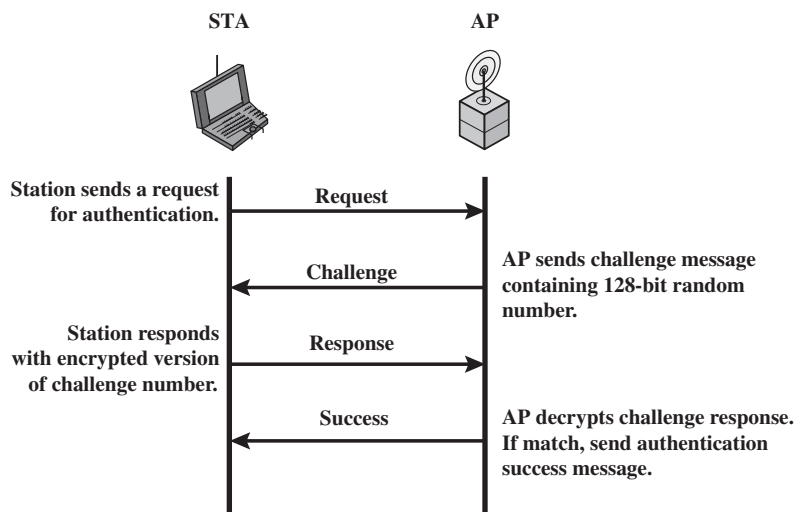 STA
AP
Station sends a request
for authentication.
Request
Challenge
AP sends challenge message
containing 128-bit random
number.
Station responds
with encrypted version
of challenge number.
Response
Success
AP decrypts challenge response.
If match, send authentication
success message.